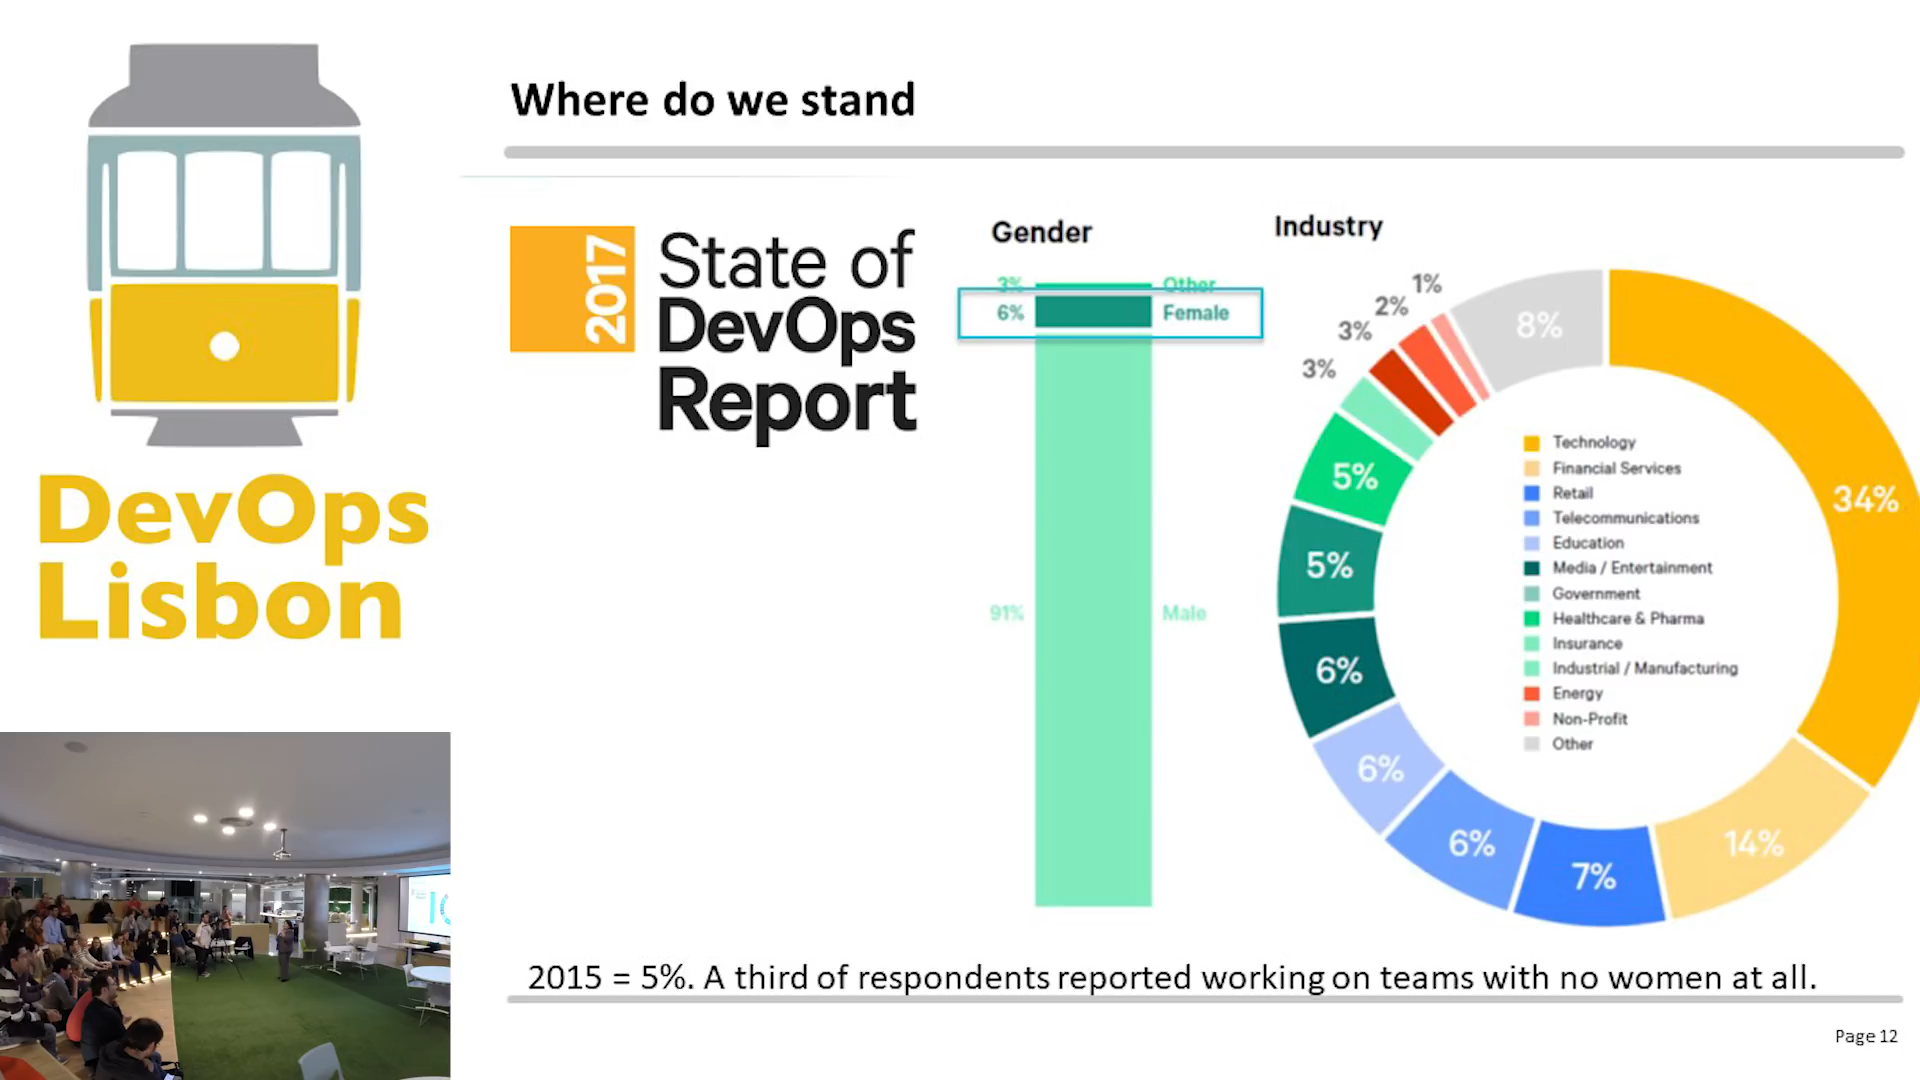 DevOps
Lisbon
Where do we stand
2017
State of
DevOps
Report
Gender
3% Other
6% Female
91% Male
Industry
34%
14%
7%
6%
6%
6%
5%
5%
3%
3%
2%
1%
8%
Technology
Financial Services
Retail
Telecommunications
Education
Media / Entertainment
Government
Healthcare & Pharma
Insurance
Industrial / Manufacturing
Energy
Non-Profit
Other
2015 = 5%. A third of respondents reported working on teams with no women at all.
Page 12